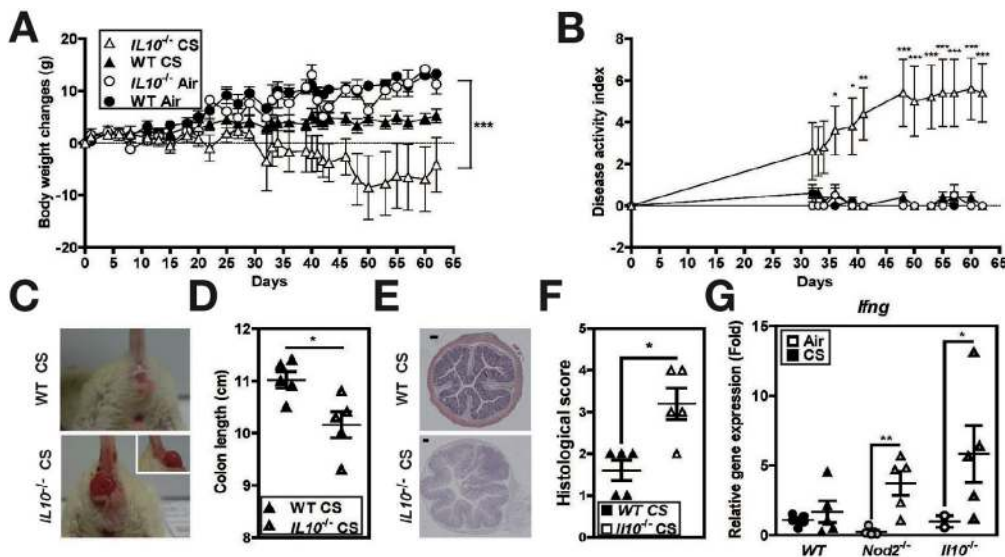 A
Body weight changes (g)
20
10
0
-10
-20
IL10-/- CS
WT CS
IL10-/- Air
WT Air
***
0 5 10 15 20 25 30 35 40 45 50 55 60 65
Days
B
Disease activity index
8
6
4
2
0
-2
* * ** *** *** *** *** *** *** ***
0 5 10 15 20 25 30 35 40 45 50 55 60 65
Days
C
WT CS
IL10-/- CS
D
Colon length (cm)
12
11
10
9
8
*
WT CS
IL10-/- CS
E
WT CS
IL10-/- CS
F
Histological score
5
4
3
2
1
0
*
WT CS
Il10-/- CS
G
Ifng
Relative gene expression (Fold)
15
10
5
0
Air
CS
**
*
WT Nod2-/- Il10-/-